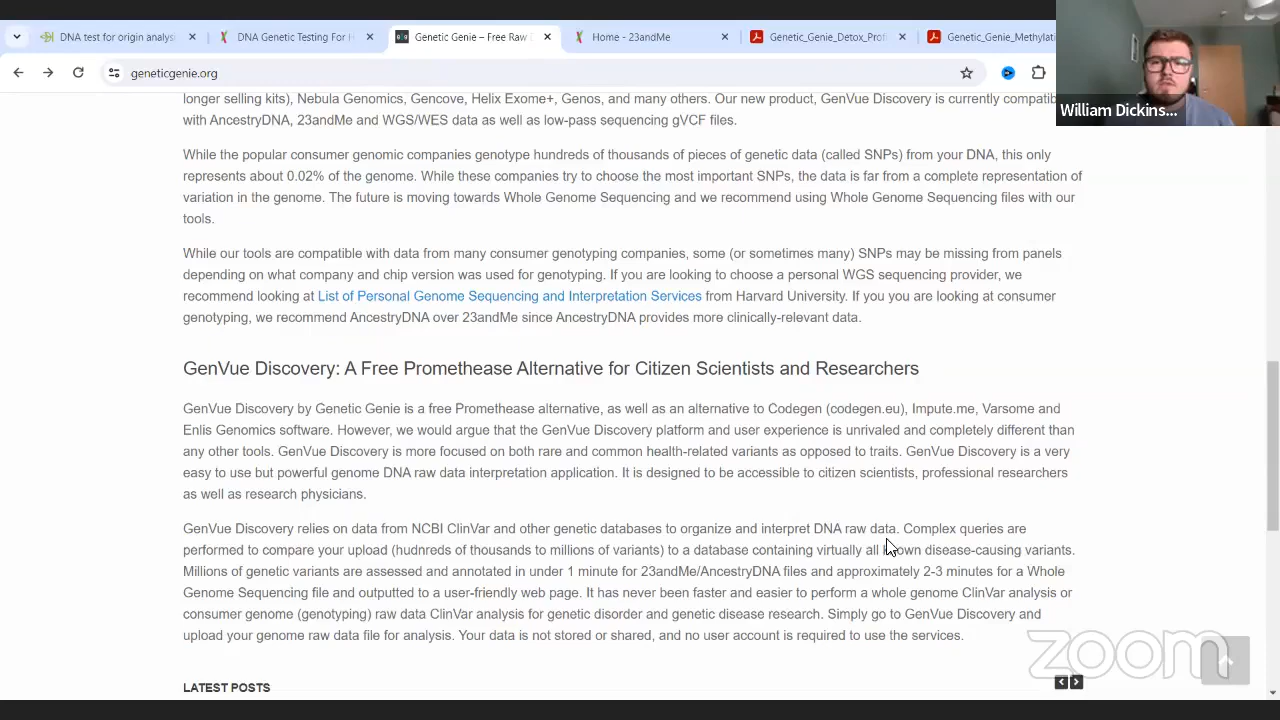 DNA test for origin analysis
DNA Genetic Testing For H
Genetic Genie – Free Raw D
Home - 23andMe
Genetic_Genie_Detox_Prof
Genetic_Genie_Methylati
geneticgenie.org
William Dickins...
longer selling kits), Nebula Genomics, Gencove, Helix Exome+, Genos, and many others. Our new product, GenVue Discovery is currently compatib
with AncestryDNA, 23andMe and WGS/WES data as well as low-pass sequencing gVCF files.
While the popular consumer genomic companies genotype hundreds of thousands of pieces of genetic data (called SNPs) from your DNA, this only
represents about 0.02% of the genome. While these companies try to choose the most important SNPs, the data is far from a complete representation of
variation in the genome. The future is moving towards Whole Genome Sequencing and we recommend using Whole Genome Sequencing files with our
tools.
While our tools are compatible with data from many consumer genotyping companies, some (or sometimes many) SNPs may be missing from panels
depending on what company and chip version was used for genotyping. If you are looking to choose a personal WGS sequencing provider, we
recommend looking at List of Personal Genome Sequencing and Interpretation Services from Harvard University. If you you are looking at consumer
genotyping, we recommend AncestryDNA over 23andMe since AncestryDNA provides more clinically-relevant data.
GenVue Discovery: A Free Promethease Alternative for Citizen Scientists and Researchers
GenVue Discovery by Genetic Genie is a free Promethease alternative, as well as an alternative to Codegen (codegen.eu), Impute.me, Varsome and
Enlis Genomics software. However, we would argue that the GenVue Discovery platform and user experience is unrivaled and completely different than
any other tools. GenVue Discovery is more focused on both rare and common health-related variants as opposed to traits. GenVue Discovery is a very
easy to use but powerful genome DNA raw data interpretation application. It is designed to be accessible to citizen scientists, professional researchers
as well as research physicians.
GenVue Discovery relies on data from NCBI ClinVar and other genetic databases to organize and interpret DNA raw data. Complex queries are
performed to compare your upload (hudnreds of thousands to millions of variants) to a database containing virtually all known disease-causing variants.
Millions of genetic variants are assessed and annotated in under 1 minute for 23andMe/AncestryDNA files and approximately 2-3 minutes for a Whole
Genome Sequencing file and outputted to a user-friendly web page. It has never been faster and easier to perform a whole genome ClinVar analysis or
consumer genome (genotyping) raw data ClinVar analysis for genetic disorder and genetic disease research. Simply go to GenVue Discovery and
upload your genome raw data file for analysis. Your data is not stored or shared, and no user account is required to use the services.
zoom
LATEST POSTS